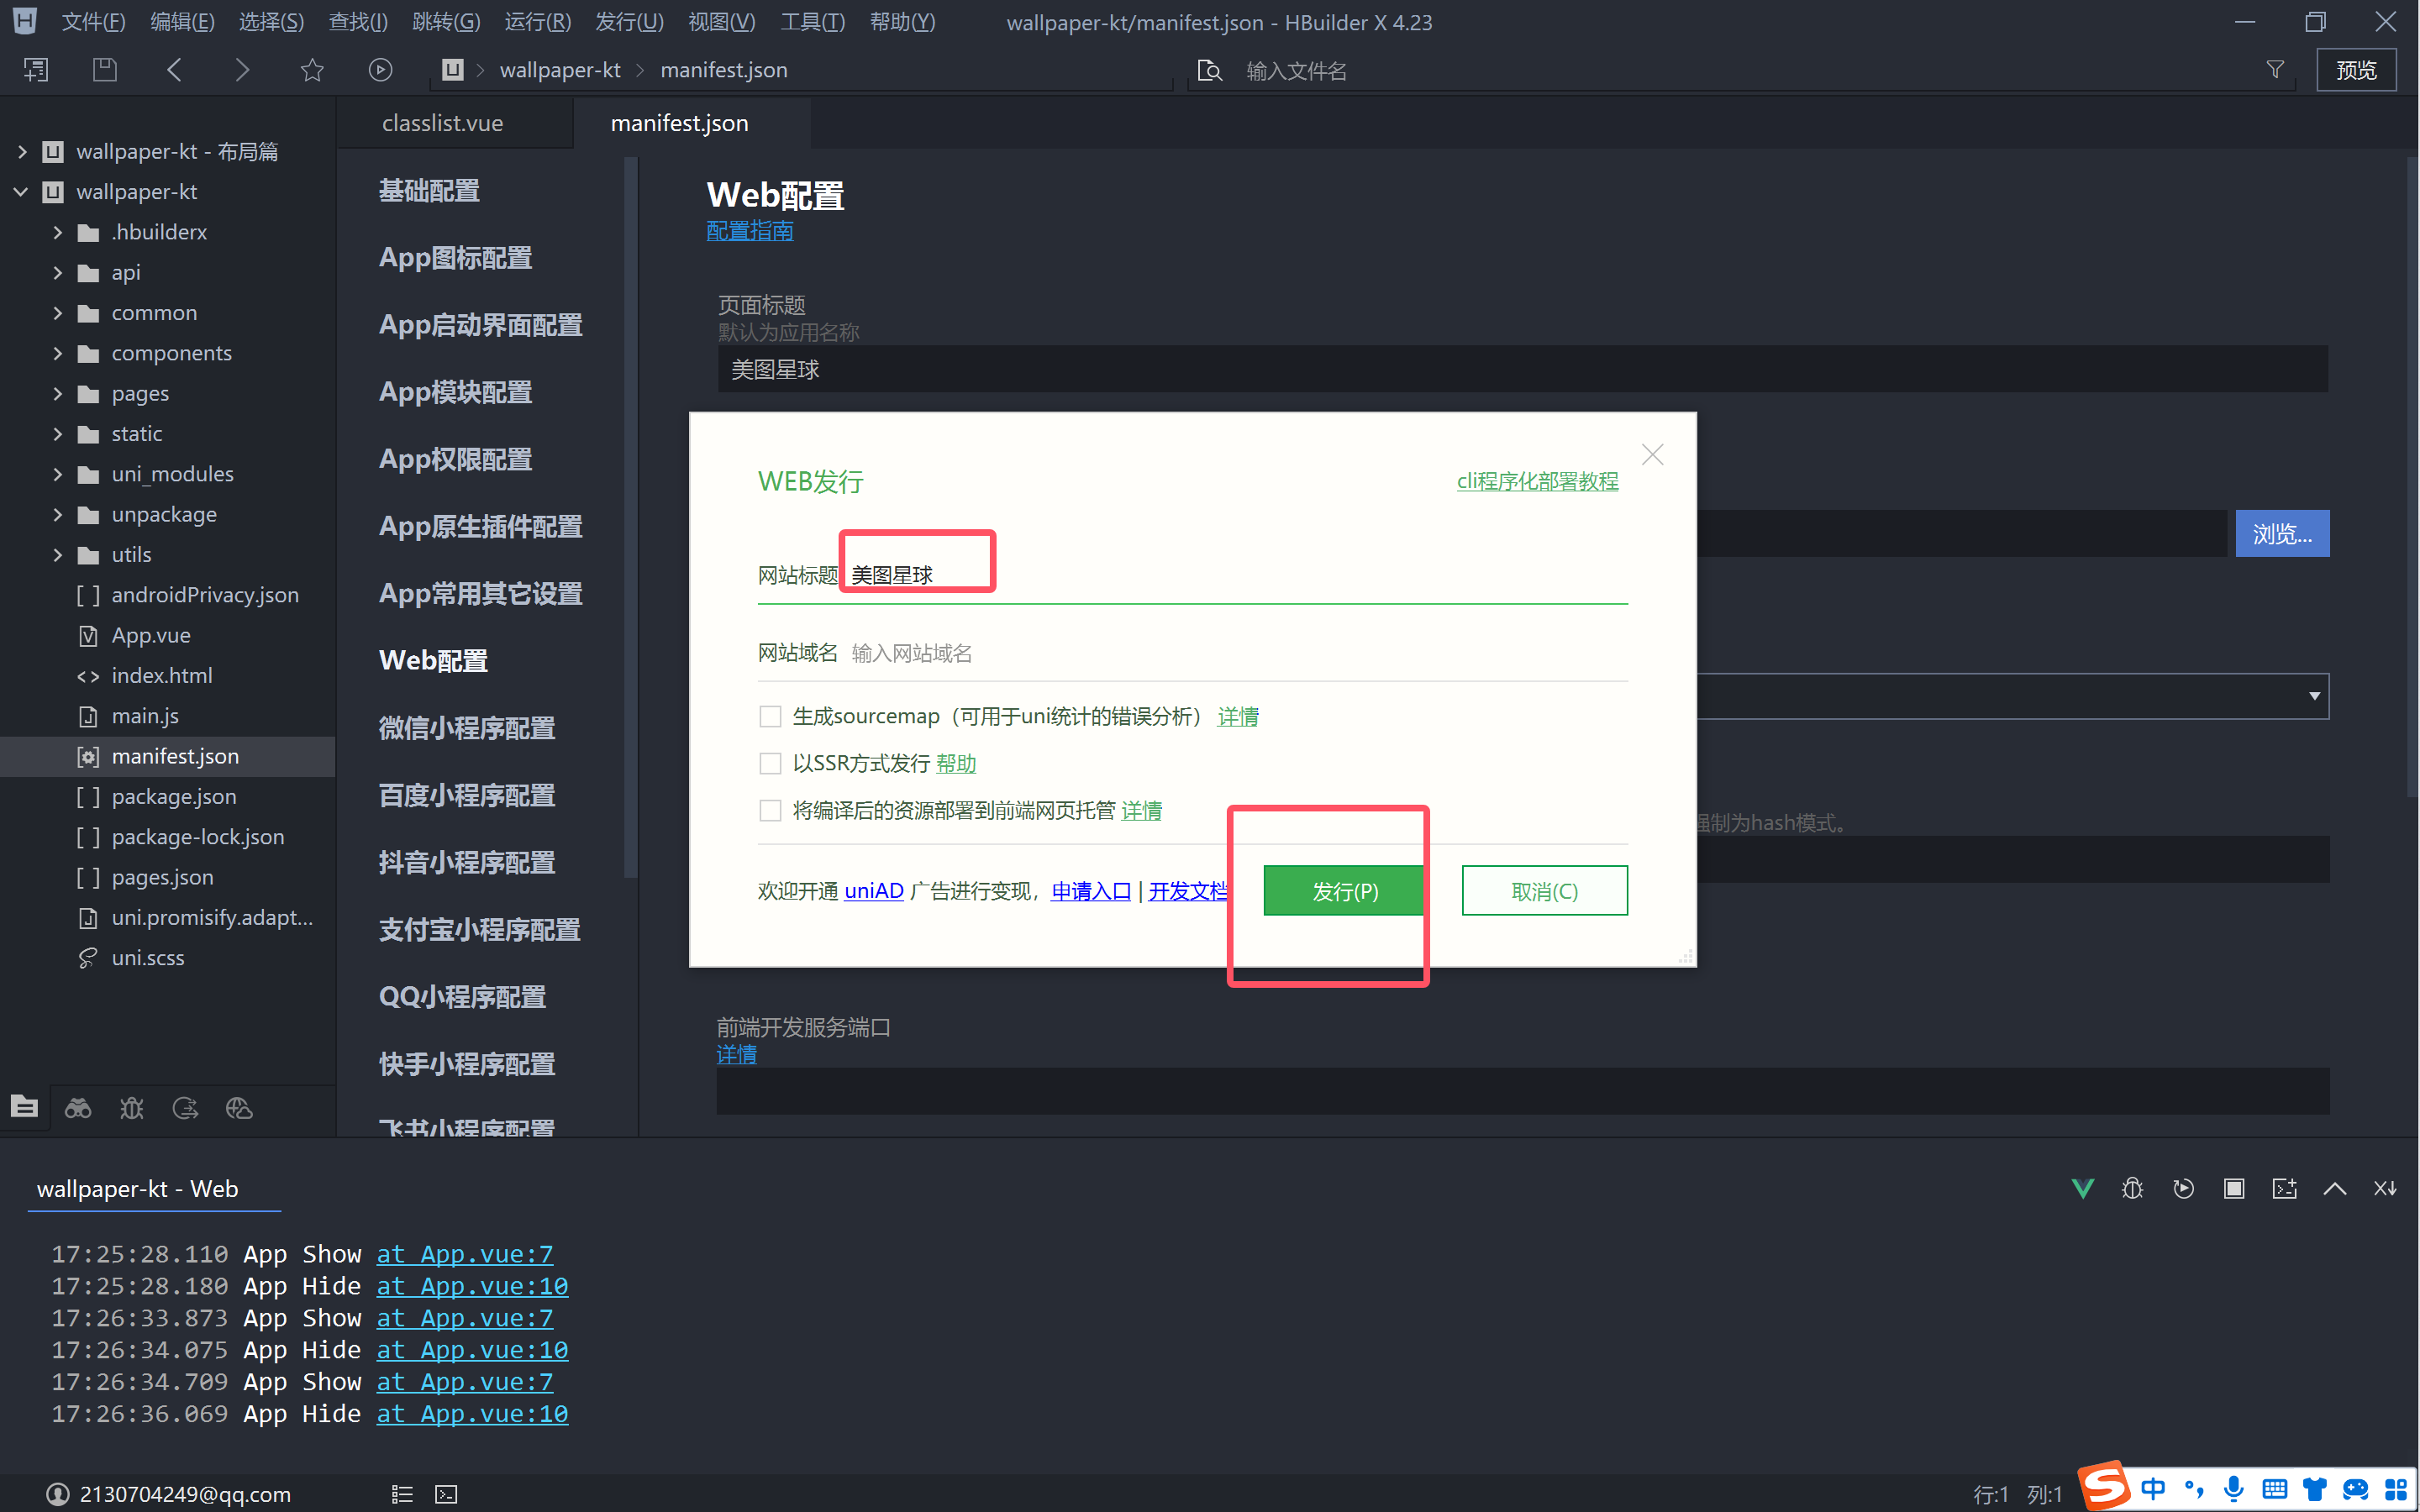 文件(F) 编辑(E) 选择(S) 查找(I) 跳转(G) 运行(R) 发行(U) 视图(V) 工具(T) 帮助(Y) wallpaper-kt/manifest.json - HBuilder X 4.23
wallpaper-kt manifest.json 输入文件名 预览
classlist.vue manifest.json
wallpaper-kt - 布局篇
wallpaper-kt
.hbuilderx
api
common
components
pages
static
uni_modules
unpackage
utils
androidPrivacy.json
App.vue
index.html
main.js
manifest.json
package.json
package-lock.json
pages.json
uni.promisify.adapt...
uni.scss
基础配置
App图标配置
App启动界面配置
App模块配置
App权限配置
App原生插件配置
App常用其它设置
Web配置
微信小程序配置
百度小程序配置
抖音小程序配置
支付宝小程序配置
QQ小程序配置
快手小程序配置
飞书小程序配置
Web配置
配置指南
页面标题
默认为应用名称
美图星球
浏览...
强制为hash模式。
前端开发服务端口
详情
WEB发行 cli程序化部署教程
网站标题 美图星球
网站域名 输入网站域名
生成sourcemap（可用于uni统计的错误分析） 详情
以SSR方式发行 帮助
将编译后的资源部署到前端网页托管 详情
欢迎开通 uniAD 广告进行变现， 申请入口 | 开发文档 发行(P) 取消(C)
wallpaper-kt - Web
17:25:28.110 App Show at App.vue:7
17:25:28.180 App Hide at App.vue:10
17:26:33.873 App Show at App.vue:7
17:26:34.075 App Hide at App.vue:10
17:26:34.709 App Show at App.vue:7
17:26:36.069 App Hide at App.vue:10
2130704249@qq.com 行:1 列:1 中